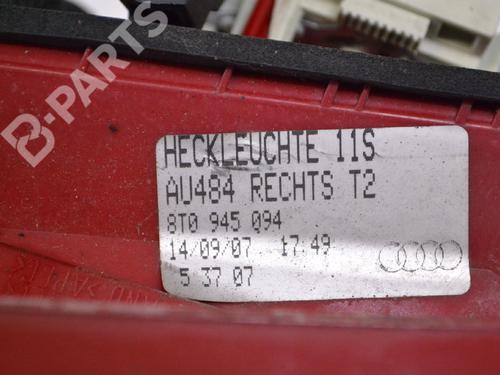 B-PARTS
HECKLEUCHTE 11S
AU484 RECHTS T2
8T0 945 094
14/09/07 17:49
5 37 07